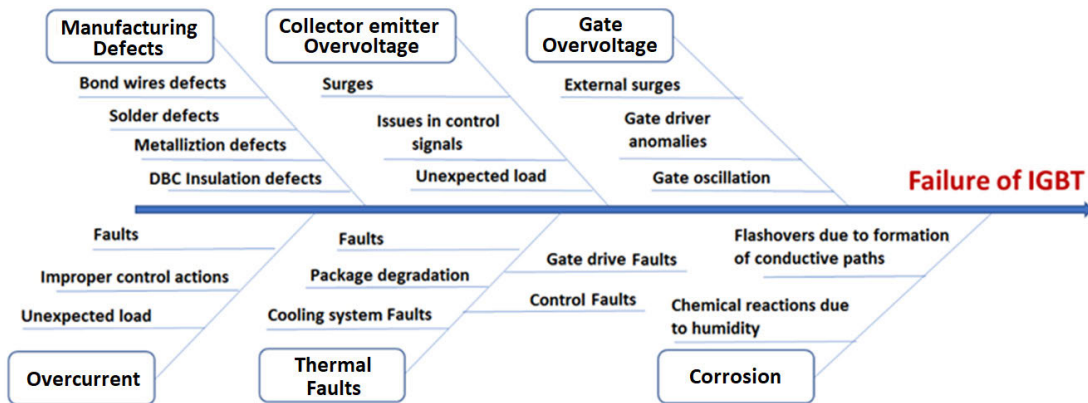 Manufacturing
Defects
Bond wires defects
Solder defects
Metalliztion defects
DBC Insulation defects
Collector emitter
Overvoltage
Surges
Issues in control
signals
Unexpected load
Gate
Overvoltage
External surges
Gate driver
anomalies
Gate oscillation
Failure of IGBT
Faults
Improper control actions
Unexpected load
Overcurrent
Faults
Package degradation
Cooling system Faults
Gate drive Faults
Control Faults
Thermal
Faults
Flashovers due to formation
of conductive paths
Chemical reactions due
to humidity
Corrosion